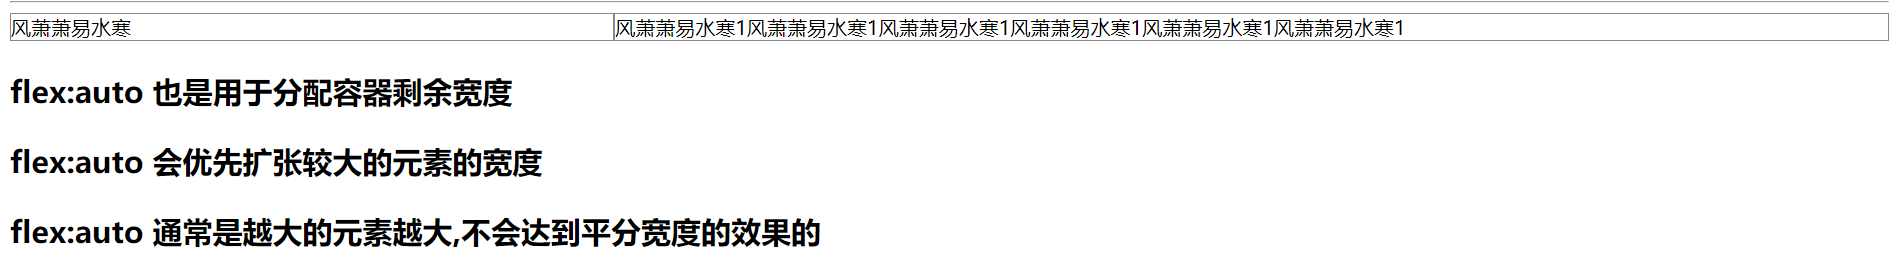 风萧萧易水寒
风萧萧易水寒1风萧萧易水寒1风萧萧易水寒1风萧萧易水寒1风萧萧易水寒1风萧萧易水寒1
flex:auto 也是用于分配容器剩余宽度
flex:auto 会优先扩张较大的元素的宽度
flex:auto 通常是越大的元素越大,不会达到平分宽度的效果的